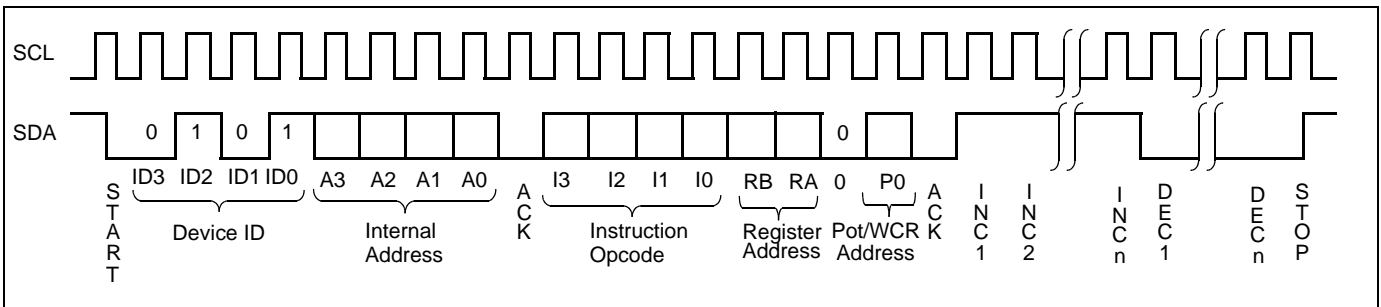 SCL
SDA
0 1 0 1 0
ID3 ID2 ID1 ID0 A3 A2 A1 A0 I3 I2 I1 I0 RB RA 0 P0
START
Device ID
Internal
Address
ACK
Instruction
Opcode
Register
Address
Pot/WCR
Address
ACK
INC1
INC2
INCn
DEC1
DECn
STOP